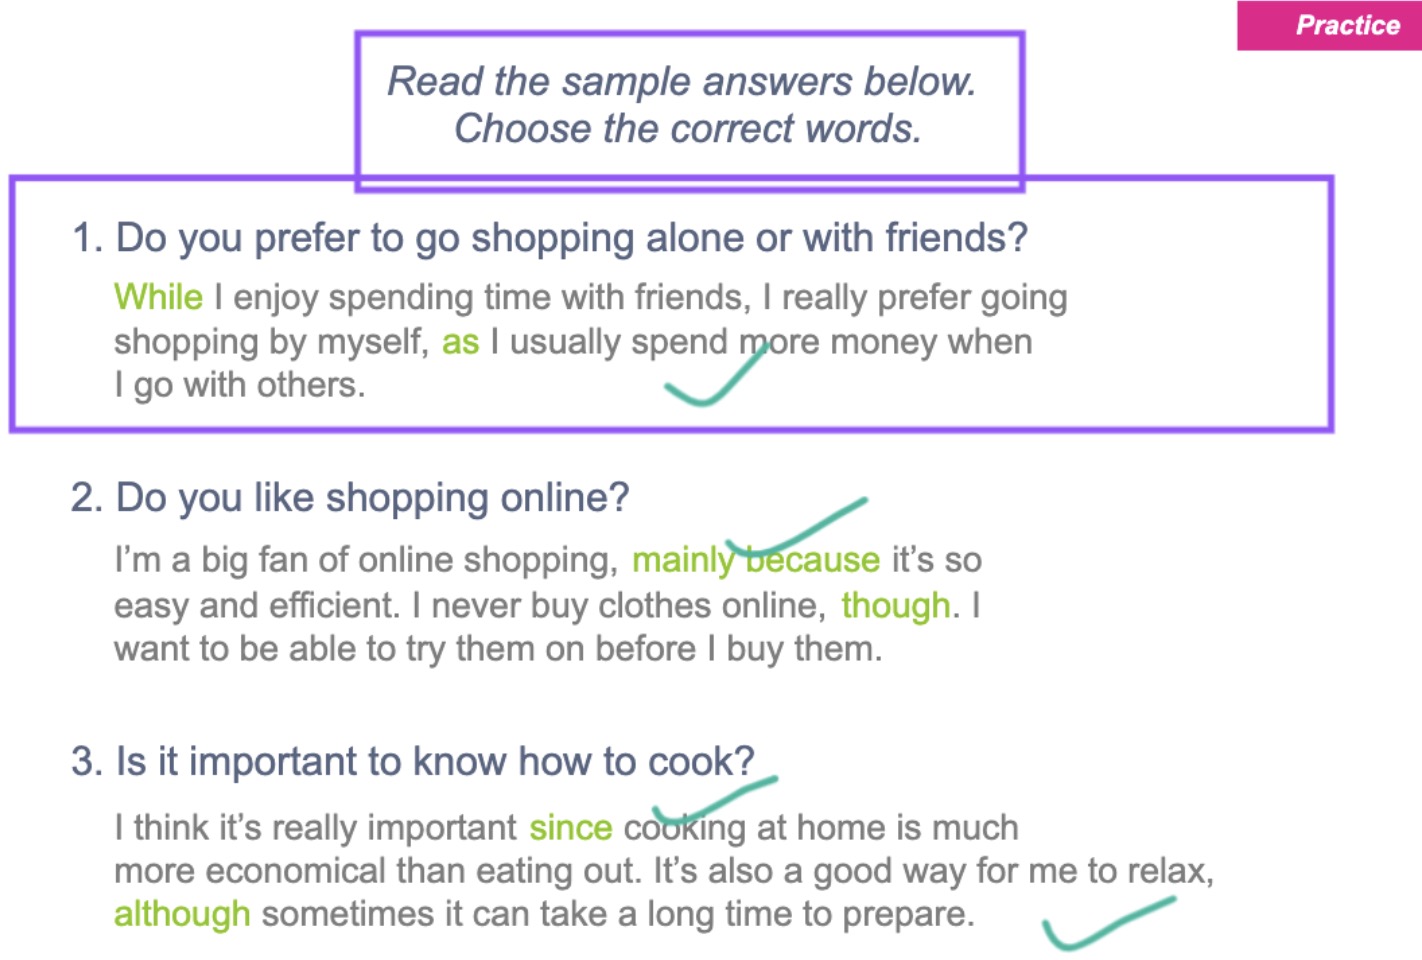 Practice
Read the sample answers below.
Choose the correct words.
1. Do you prefer to go shopping alone or with friends?
While I enjoy spending time with friends, I really prefer going
shopping by myself, as I usually spend more money when
I go with others.
2. Do you like shopping online?
I'm a big fan of online shopping, mainly because it's so
easy and efficient. I never buy clothes online, though. I
want to be able to try them on before I buy them.
3. Is it important to know how to cook?
I think it's really important since cooking at home is much
more economical than eating out. It's also a good way for me to relax,
although sometimes it can take a long time to prepare.